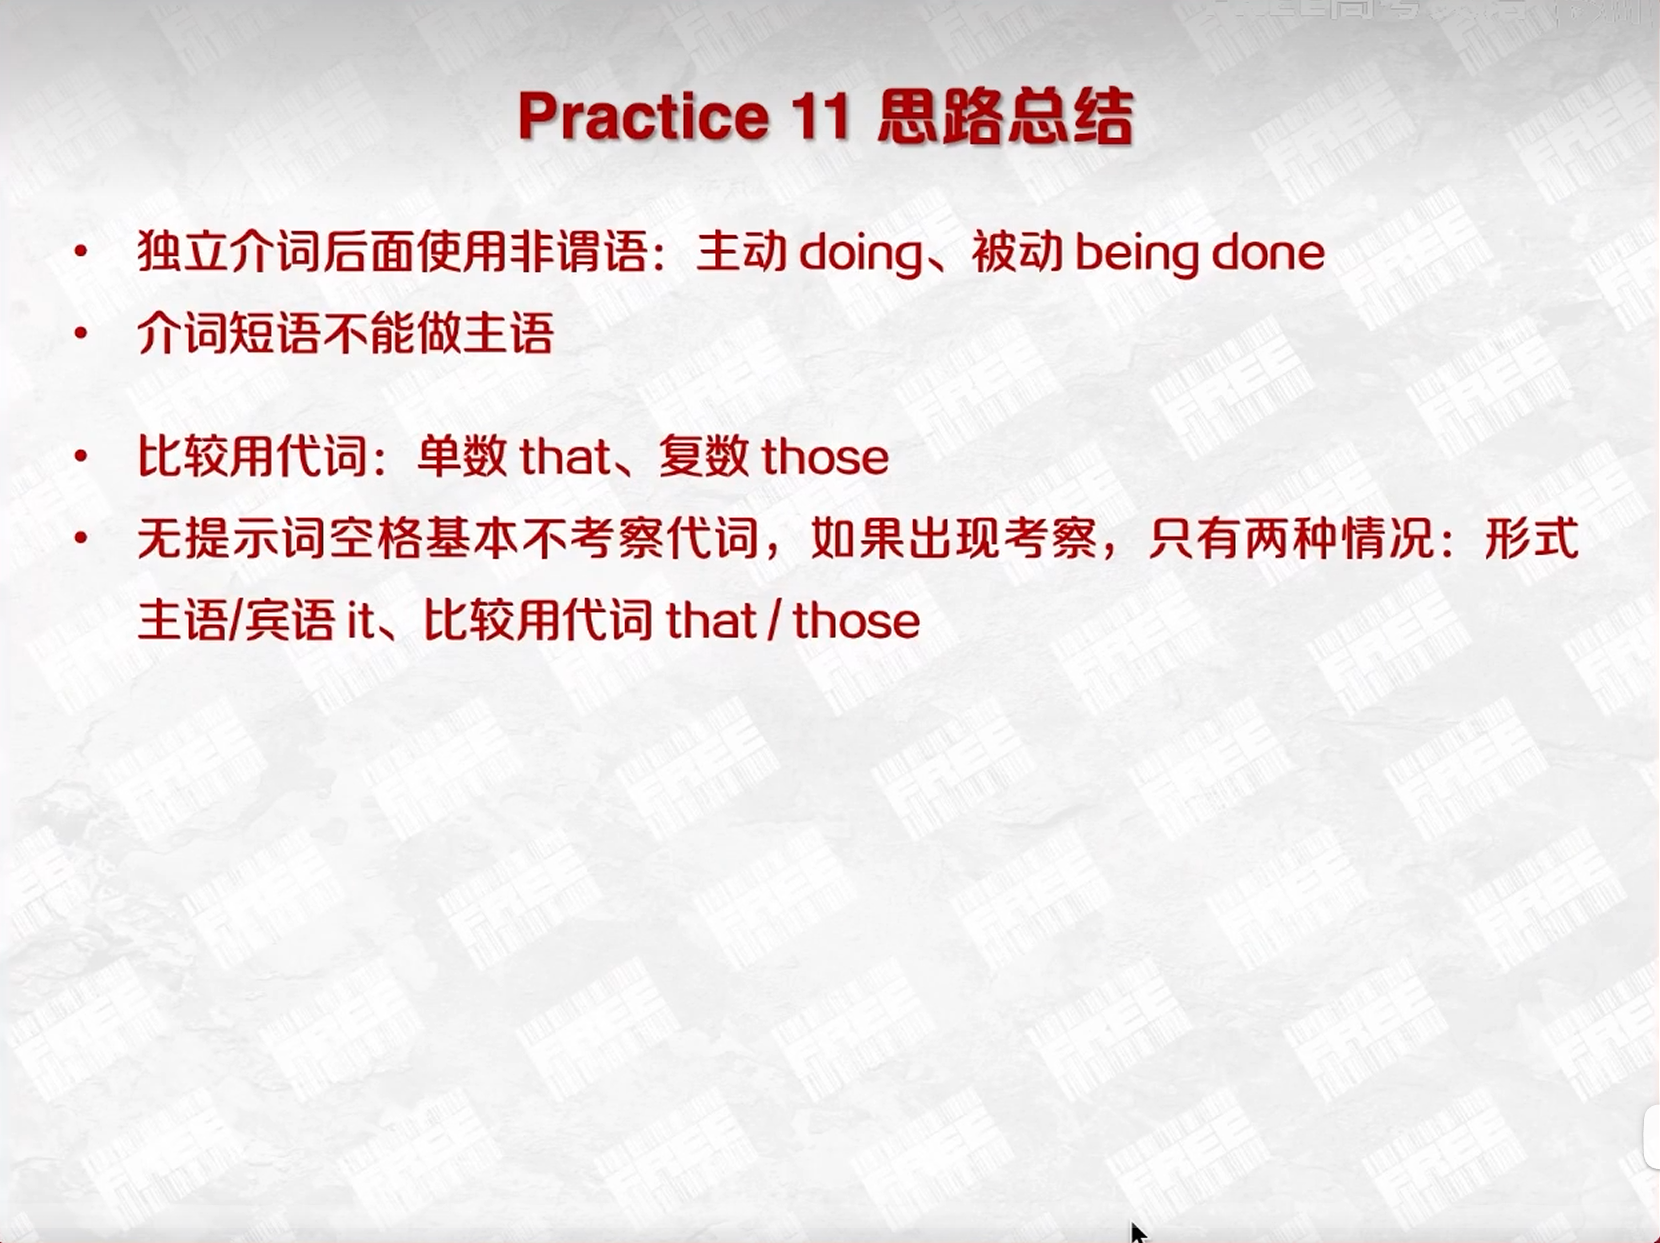 Practice 11 思路总结
• 独立介词后面使用非谓语：主动 doing、被动 being done
• 介词短语不能做主语
• 比较用代词：单数 that、复数 those
• 无提示词空格基本不考察代词，如果出现考察，只有两种情况：形式
主语/宾语 it、比较用代词 that / those